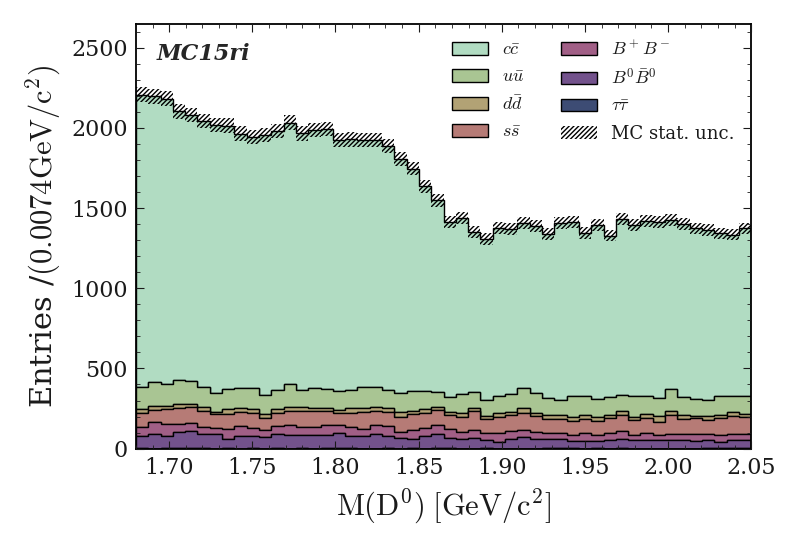 MC15ri
cc̄
uū
dd̄
ss̄
B⁺B⁻
B⁰B̄⁰
ττ̄
MC stat. unc.
Entries /(0.0074GeV/c²)
2500
2000
1500
1000
500
0
1.70 1.75 1.80 1.85 1.90 1.95 2.00 2.05
M(D⁰) [GeV/c²]